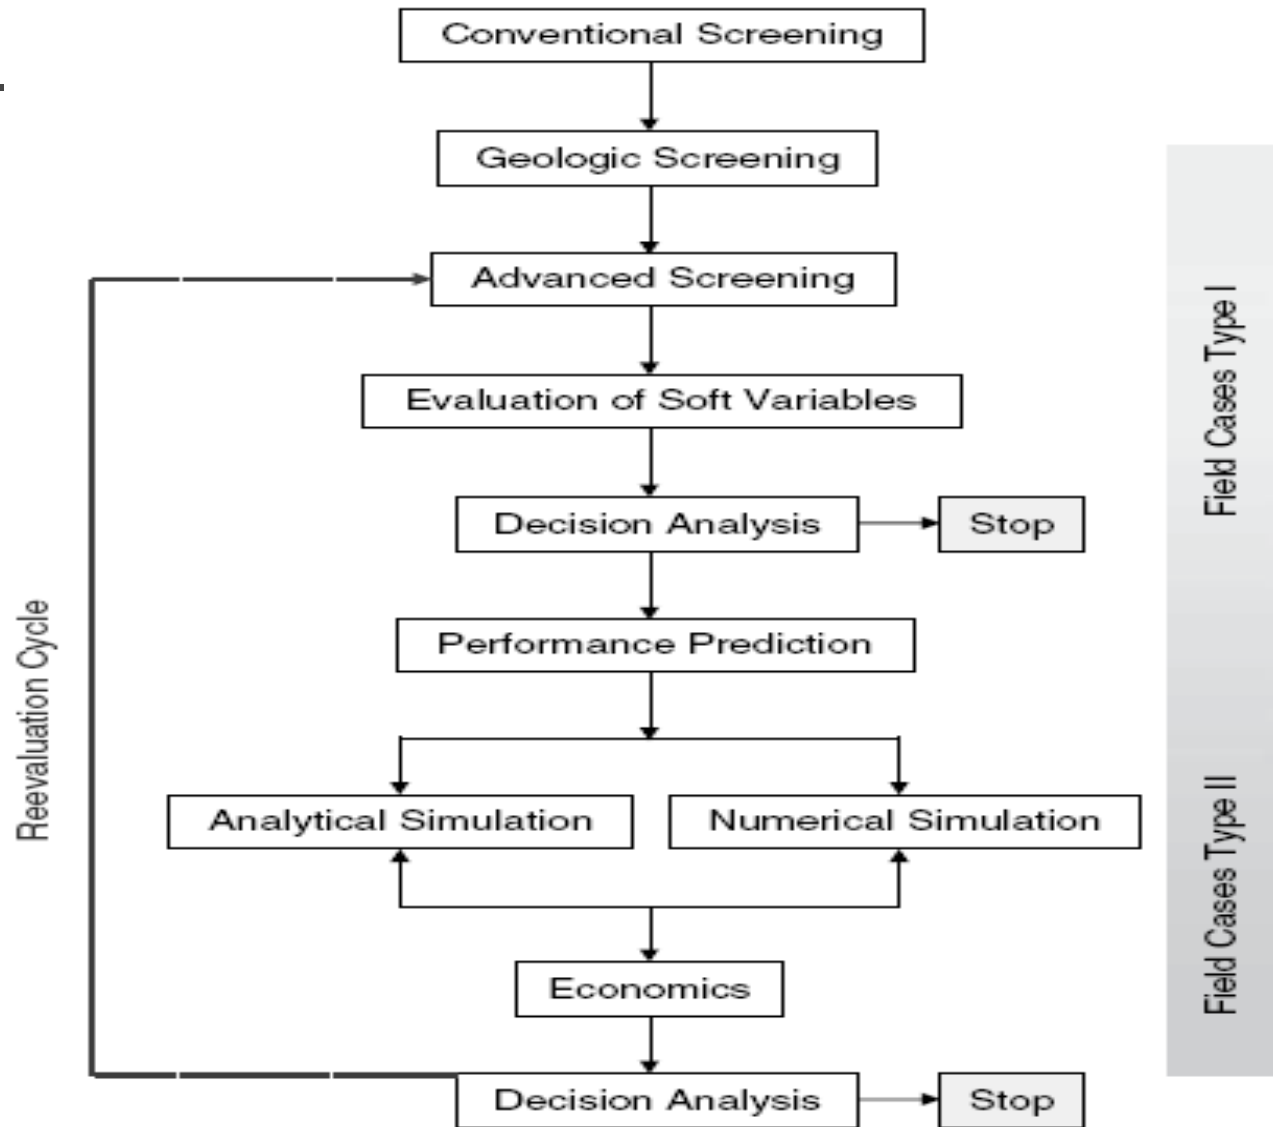 Conventional Screening
Geologic Screening
Advanced Screening
Evaluation of Soft Variables
Decision Analysis
Stop
Performance Prediction
Analytical Simulation
Numerical Simulation
Economics
Decision Analysis
Stop
Reevaluation Cycle
Field Cases Type I
Field Cases Type II